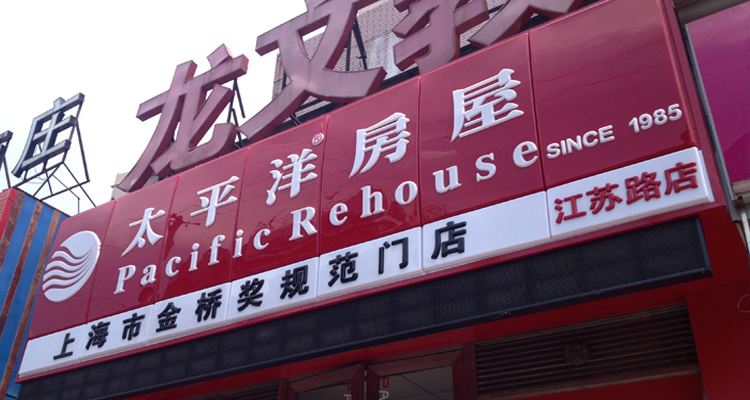 庄 龙文教
太平洋房屋
Pacific Rehouse SINCE 1985
上海市金桥奖规范门店 江苏路店